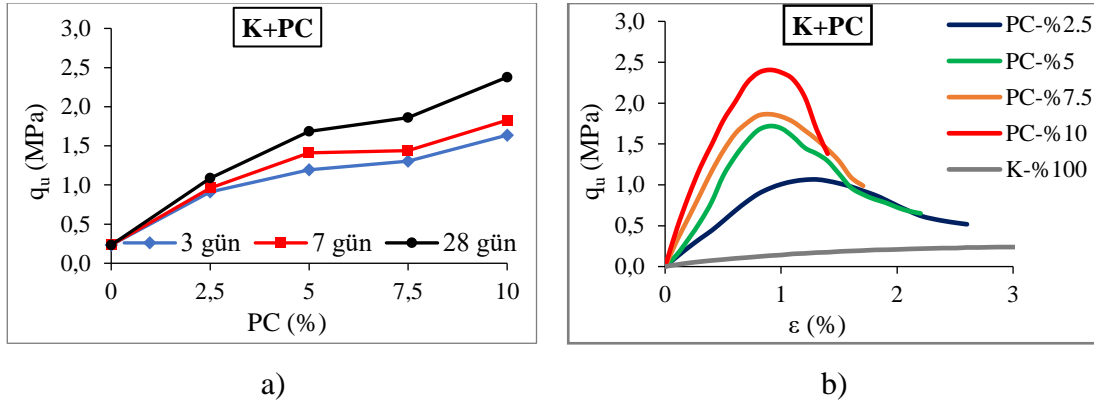 K+PC
3,0
2,5
2,0
1,5
1,0
0,5
0,0
qᵤ (MPa)
3 gün 7 gün 28 gün
0 2,5 5 7,5 10
PC (%)
a)
K+PC
3,0
2,5
2,0
1,5
1,0
0,5
0,0
qᵤ (MPa)
PC-%2.5
PC-%5
PC-%7.5
PC-%10
K-%100
0 1 2 3
ε (%)
b)